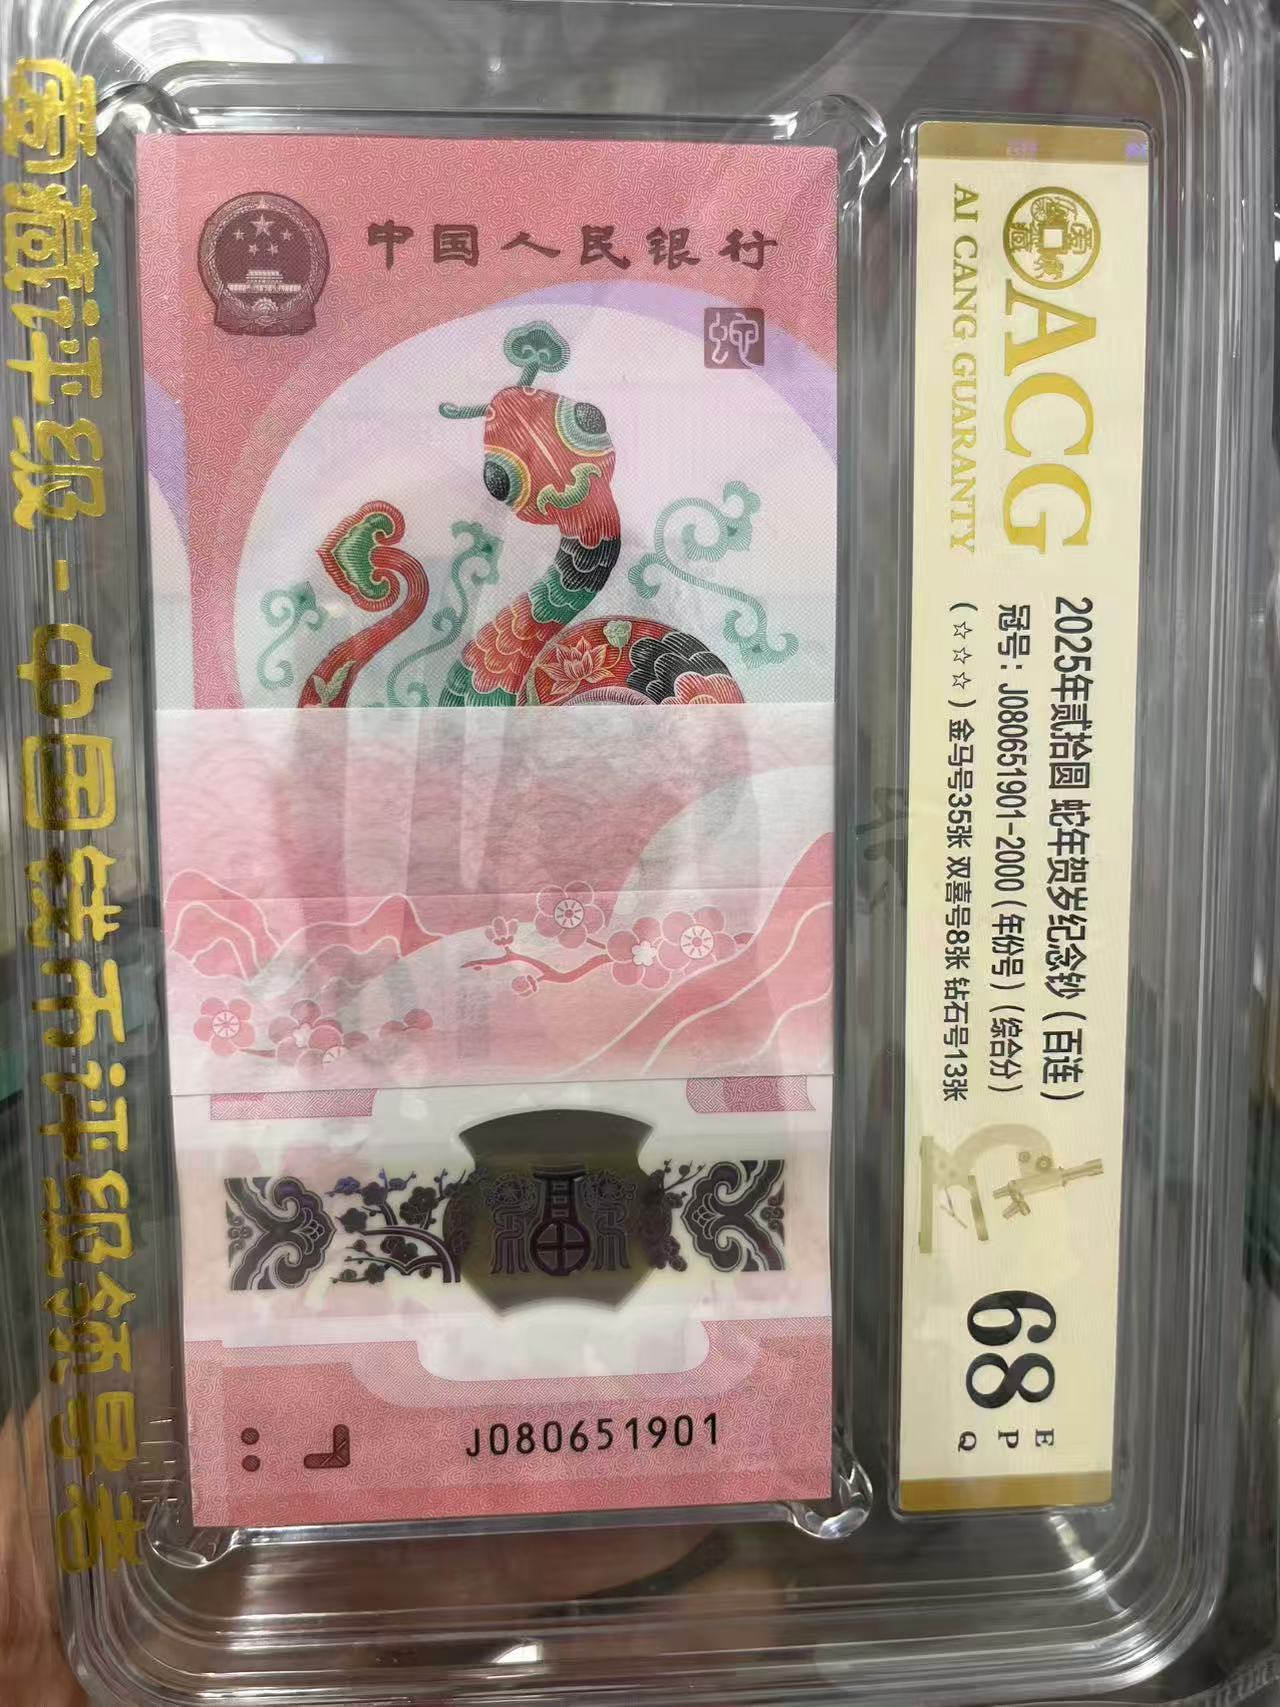 爱藏评级 - 中国钱币评级领导者
中国人民银行
蛇
J080651901
ACG
AI CANG GUARANTY
2025年贰拾圆 蛇年贺岁纪念钞（百连）
冠号：J080651901-2000（年份号）（综合分）
（☆☆☆）金马号35张 双喜号8张 钻石号13张
68
E
P
Q